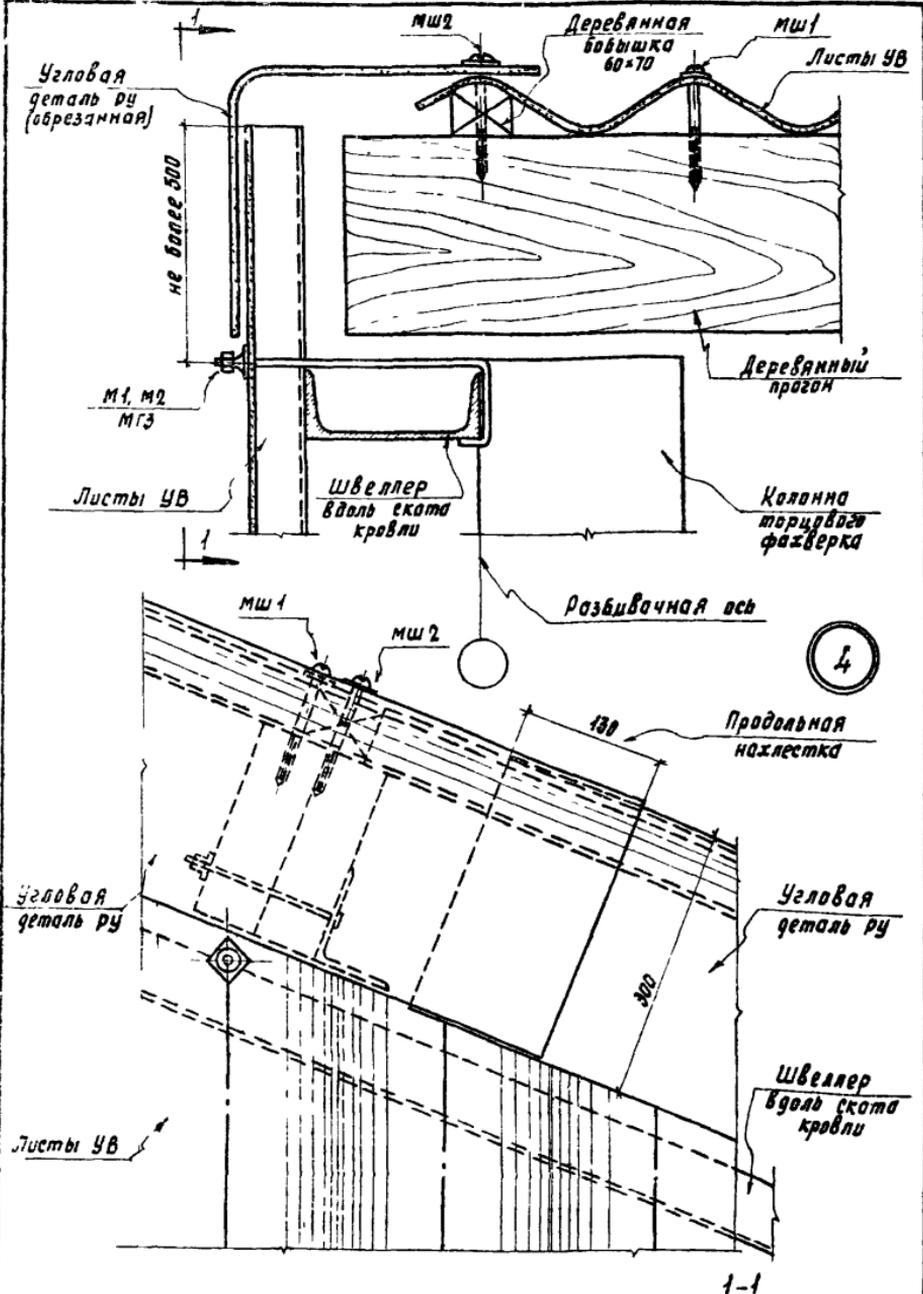 1
МШ2
Деревянная
бобышка
60×70
МШ1
Листы УВ
Угловая
деталь РУ
(обрезанная)
не более 500
Деревянный
прогон
М1, М2
МГ3
Листы УВ
Швеллер
вдоль ската
кровли
Колонна
торцового
фахверка
1
Разбивочная ось
МШ1
МШ2
4
130
Продольная
нахлестка
Угловая
деталь РУ
Угловая
деталь РУ
300
Швеллер
вдоль ската
кровли
Листы УВ
1-1